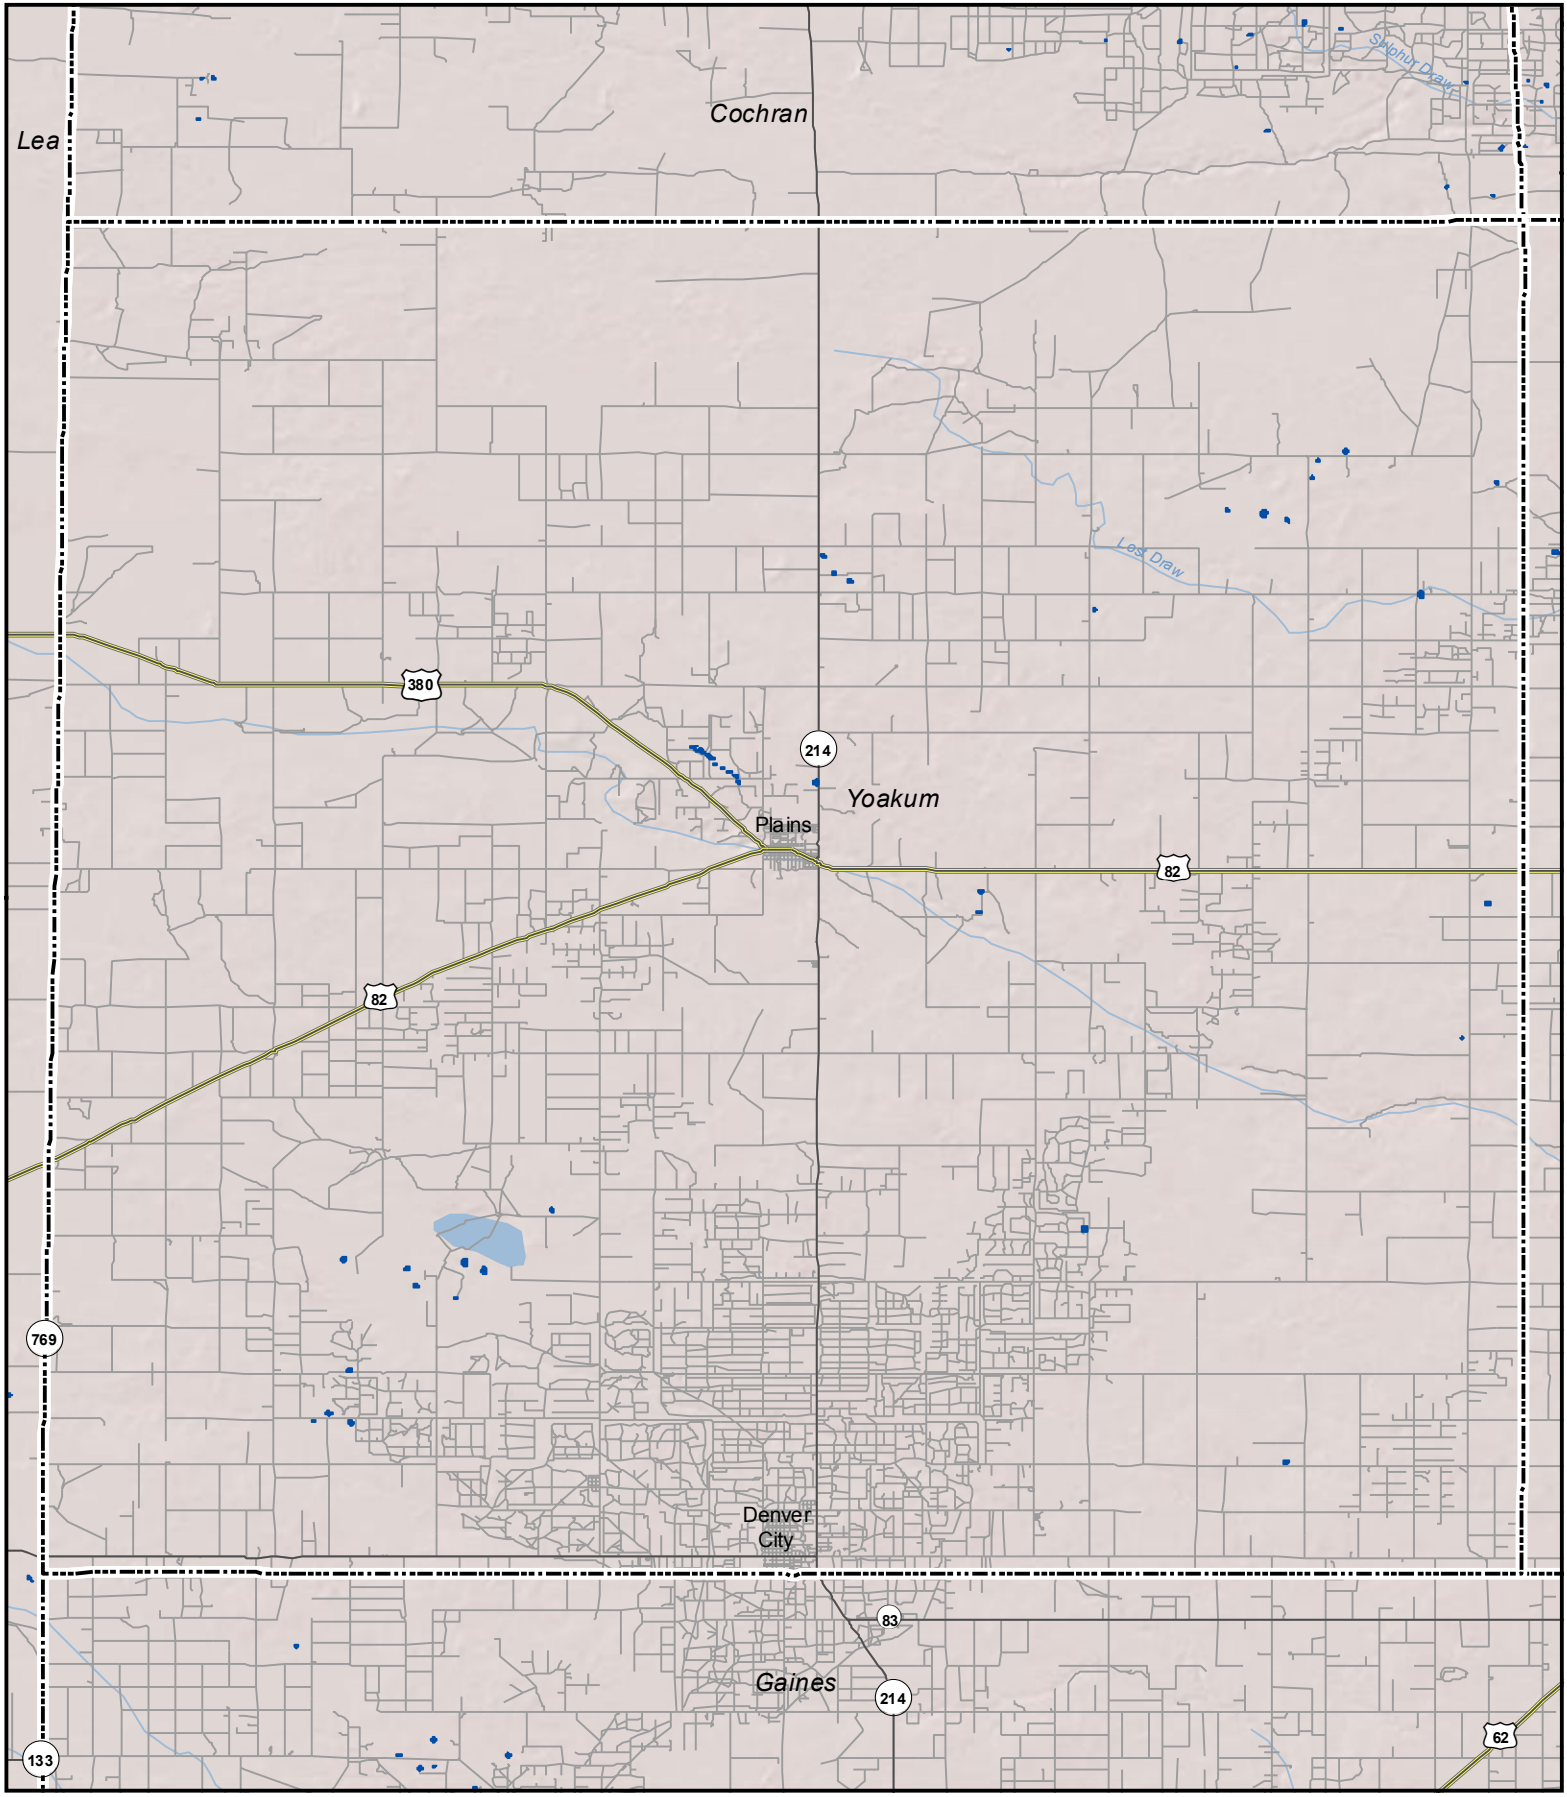 Sulphur Draw
Cochran
Lea
Lost Draw
380
214
Yoakum
Plains
82
82
769
Denver
City
83
Gaines
214
62
133